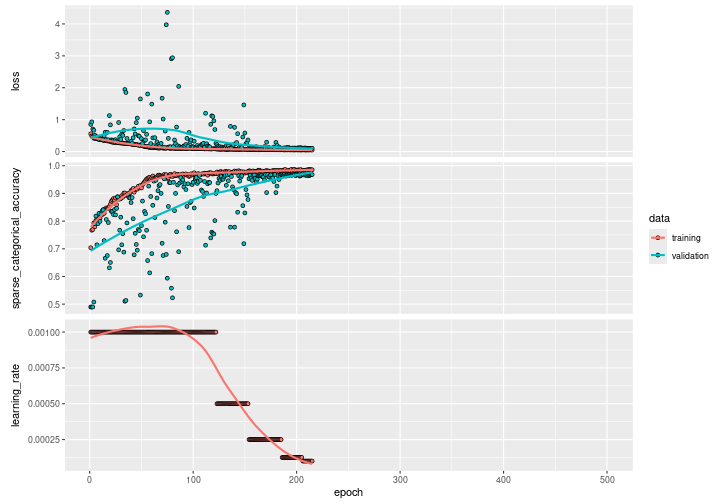 4
3
2
1
0
loss
1.0
0.9
0.8
0.7
0.6
0.5
sparse_categorical_accuracy
0.00100
0.00075
0.00050
0.00025
learning_rate
0 100 200 300 400 500
epoch
data
training
validation